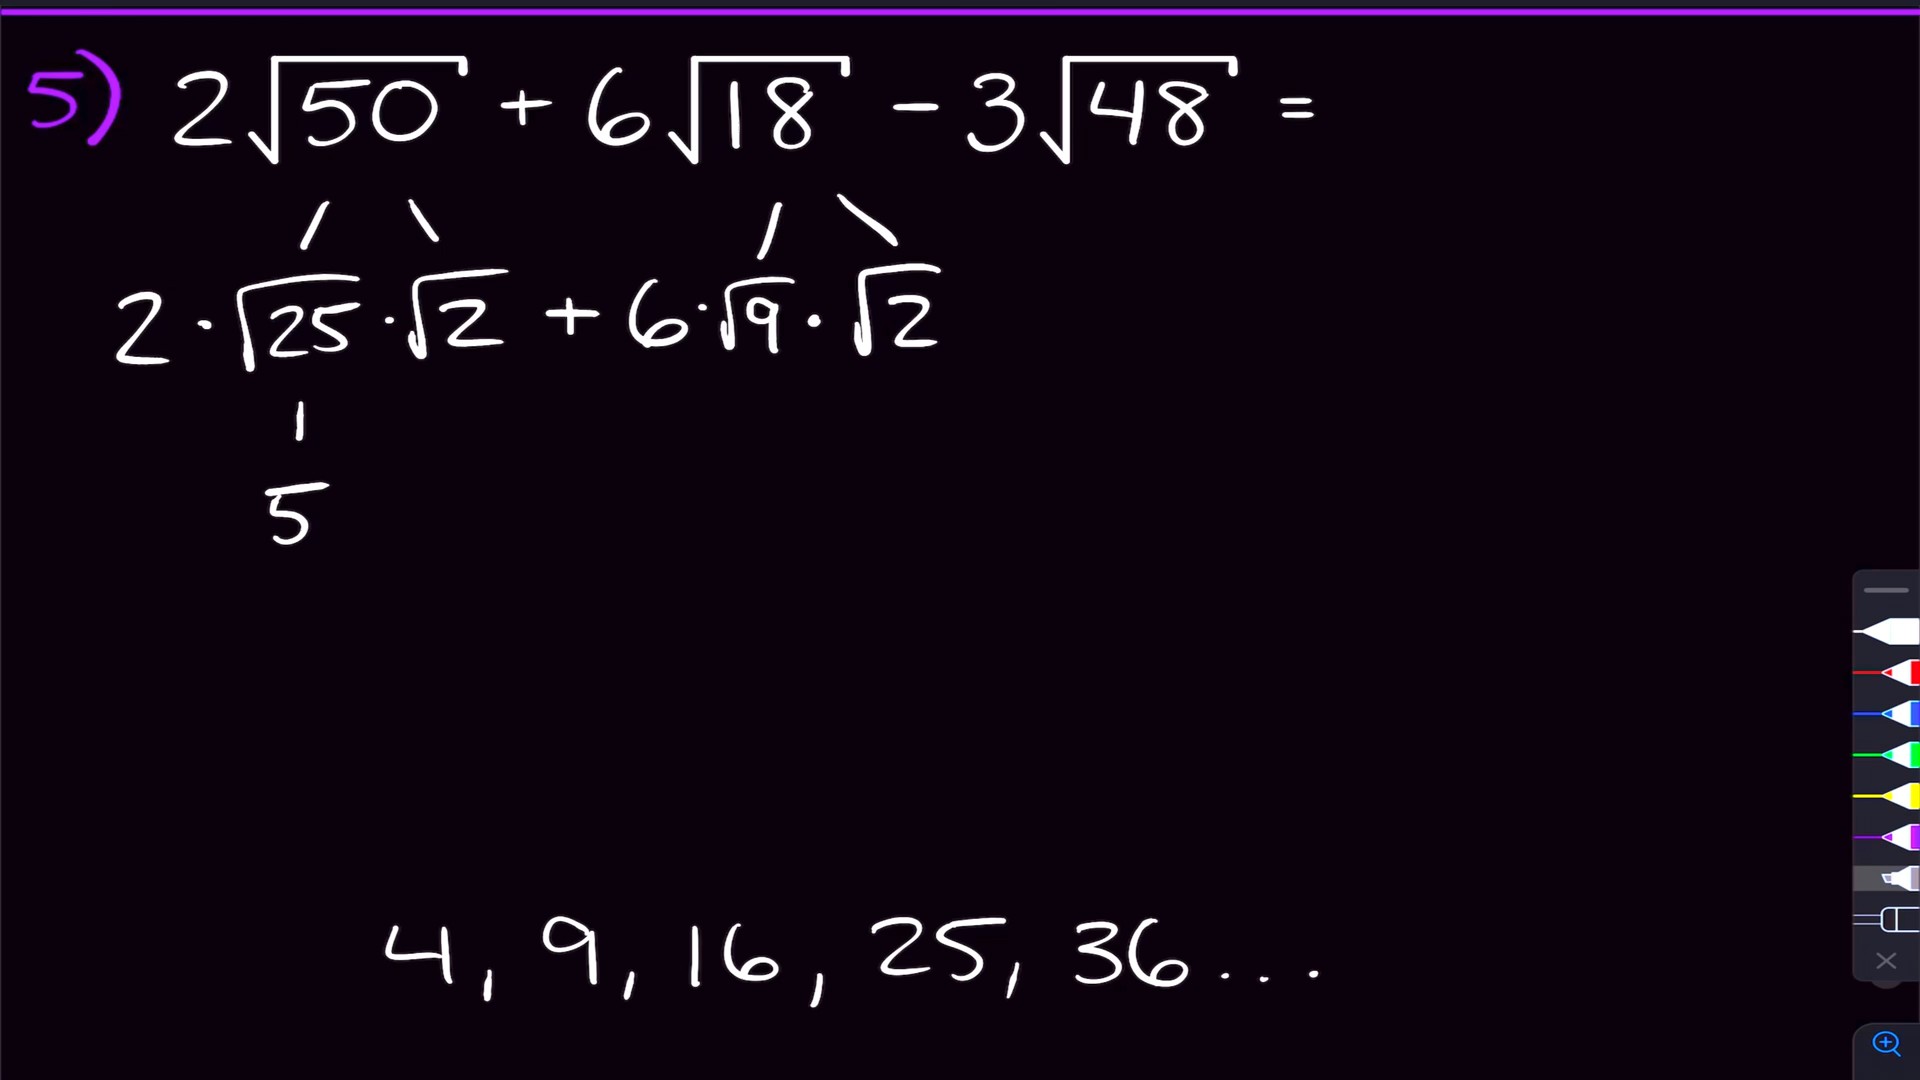 5) 2√50 + 6√18 - 3√48 =
2 · √25 · √2 + 6 · √9 · √2
5
4, 9, 16, 25, 36 ...